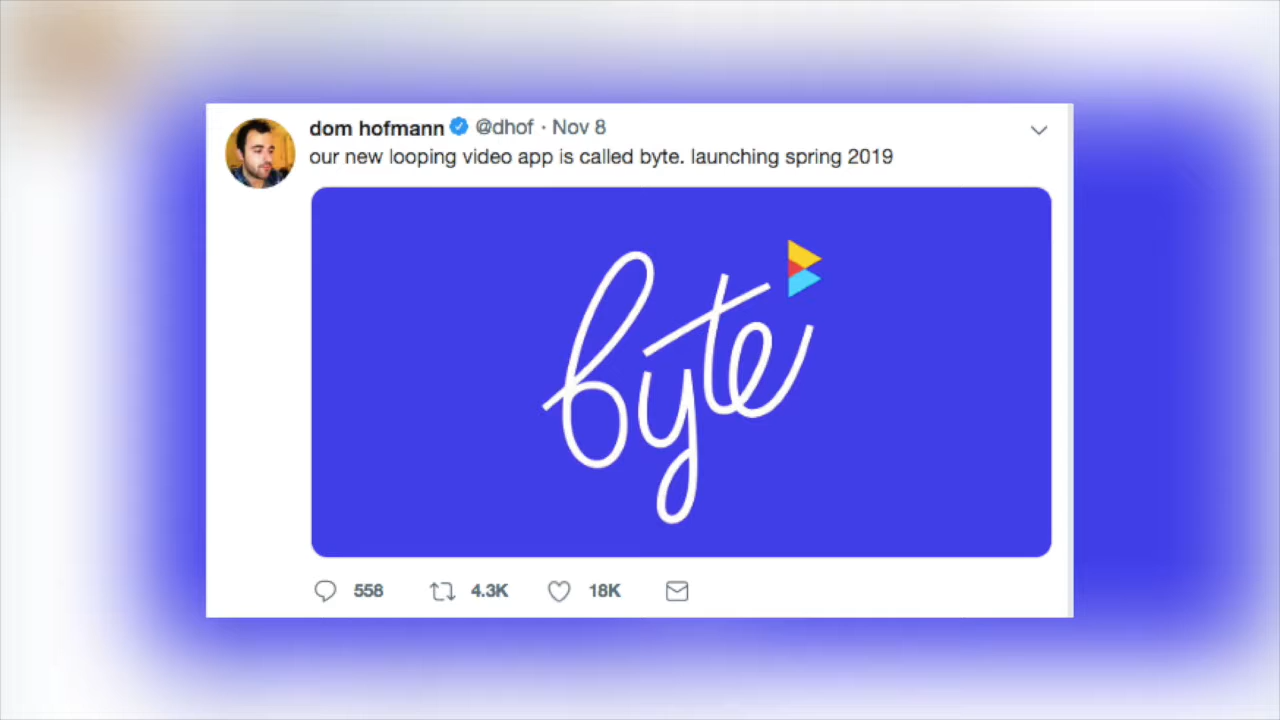 dom hofmann @dhof · Nov 8
our new looping video app is called byte. launching spring 2019
byte
558 4.3K 18K